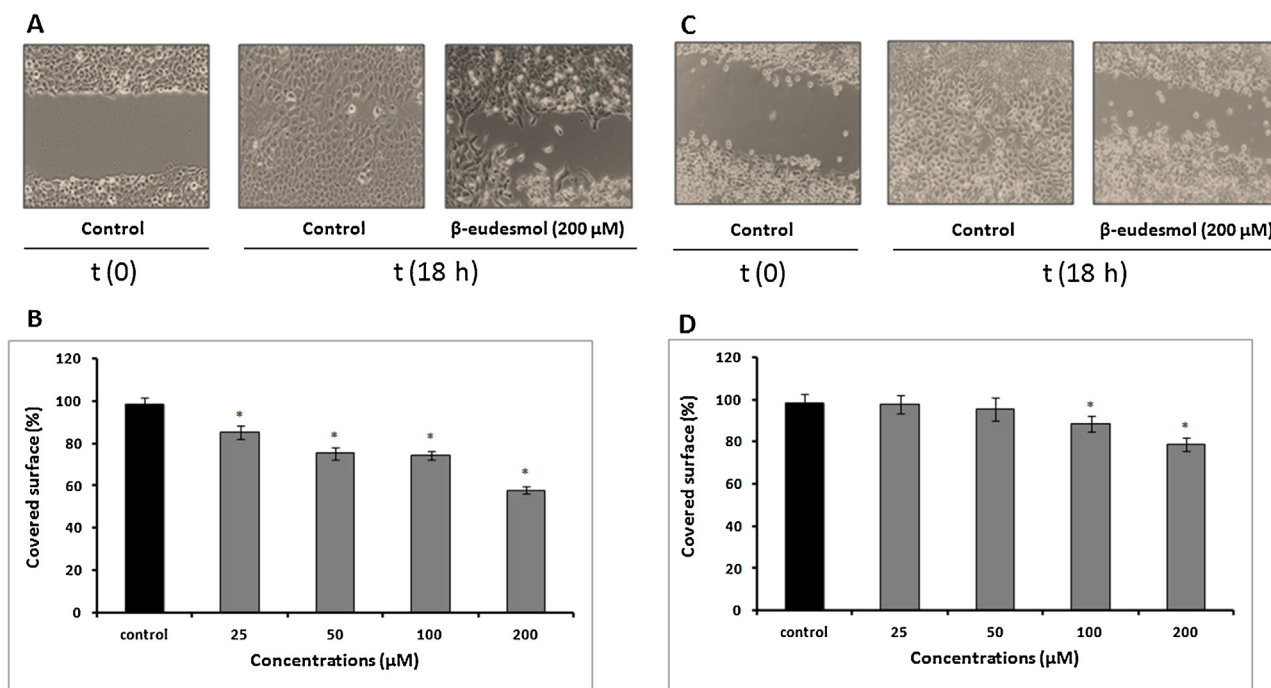 A
Control
Control
β-eudesmol (200 µM)
t (0)
t (18 h)
B
120
100
80
60
40
20
0
Covered surface (%)
*
*
*
*
control
25
50
100
200
Concentrations (µM)
C
Control
Control
β-eudesmol (200 µM)
t (0)
t (18 h)
D
120
100
80
60
40
20
0
Covered surface (%)
*
*
control
25
50
100
200
Concentrations (µM)